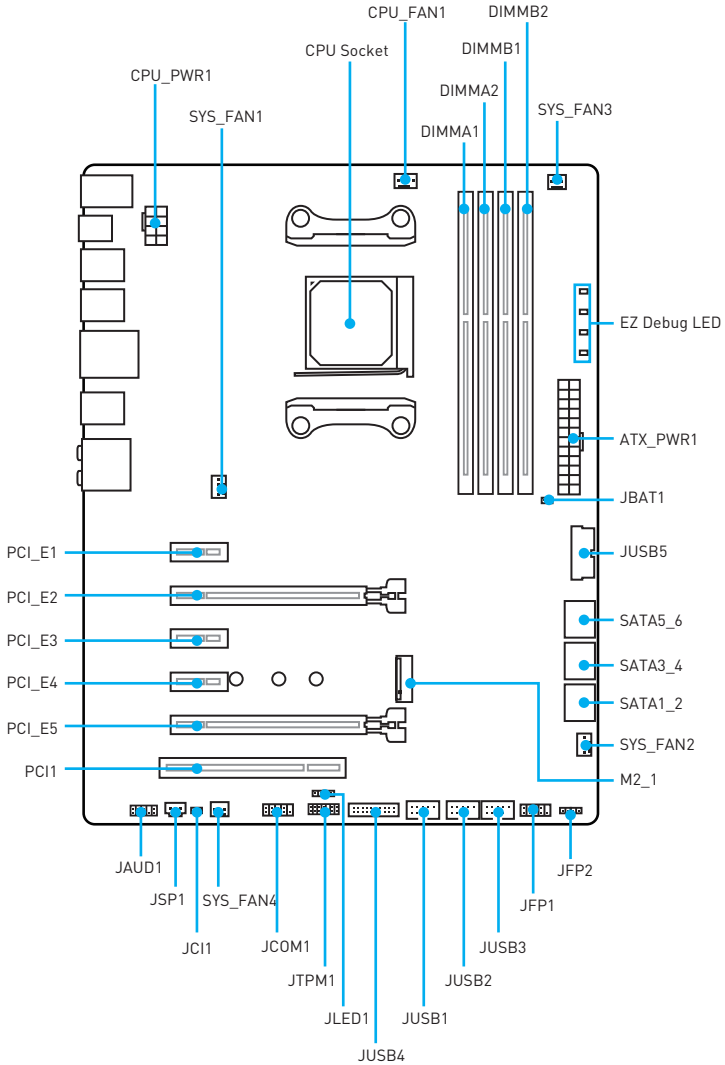 CPU_FAN1
DIMMB2
CPU Socket
DIMMB1
CPU_PWR1
DIMMA2
SYS_FAN1
SYS_FAN3
DIMMA1
EZ Debug LED
ATX_PWR1
JBAT1
PCI_E1
JUSB5
PCI_E2
SATA5_6
PCI_E3
SATA3_4
PCI_E4
SATA1_2
PCI_E5
SYS_FAN2
PCI1
M2_1
JAUD1
JFP2
JSP1
SYS_FAN4
JFP1
JCI1
JCOM1
JUSB3
JTPM1
JUSB2
JLED1
JUSB1
JUSB4